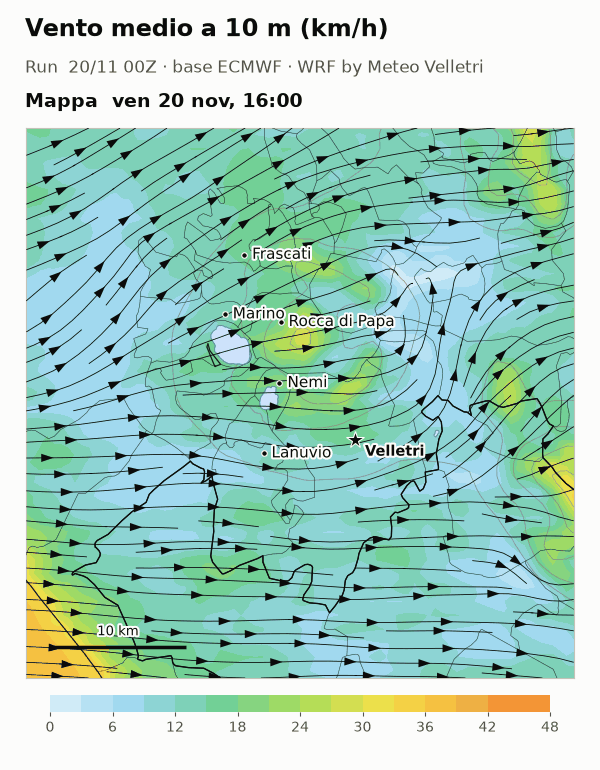 Vento medio a 10 m (km/h)
Run  20/11 00Z · base ECMWF · WRF by Meteo Velletri
Mappa  ven 20 nov, 16:00
Frascati
Marino
Rocca di Papa
Nemi
Velletri
Lanuvio
10 km
0 6 12 18 24 30 36 42 48